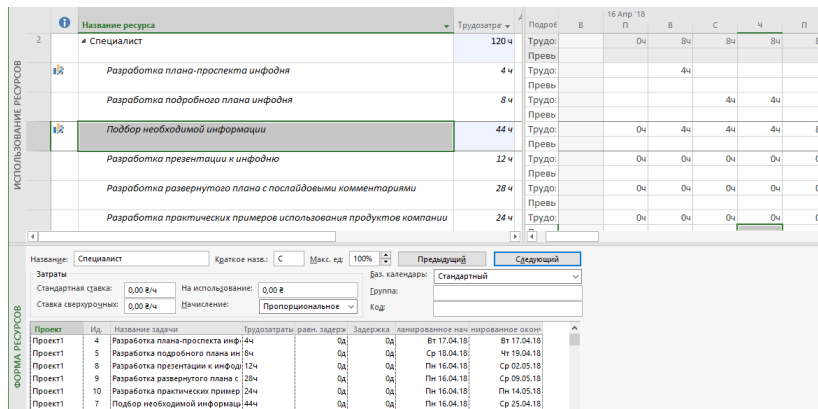 16 Апр '18
Название ресурса Трудозатрат Подроб В П В С Ч П
2 Специалист 120 ч Трудо: 0ч 8ч 8ч 8ч
Превы
Разработка плана-проспекта инфодня 4 ч Трудо: 4ч
Превы
Разработка подробного плана инфодня 8 ч Трудо: 4ч 4ч
Превы
Подбор необходимой информации 44 ч Трудо: 0ч 4ч 4ч 4ч
Превы
Разработка презентации к инфодню 12 ч Трудо: 0ч 0ч 0ч 0ч
Превы
Разработка развернутого плана с послайдовыми комментариями 28 ч Трудо: 0ч 0ч 0ч 0ч
Превы
Разработка практических примеров использования продуктов компании 24 ч Трудо: 0ч 0ч 0ч 0ч
ИСПОЛЬЗОВАНИЕ РЕСУРСОВ
Название: Специалист Краткое назв.: С Макс. ед: 100% Предыдущий Следующий
Затраты Баз. календарь: Стандартный
Стандартная ставка: 0,00 ₴/ч На использование: 0,00 ₴ Группа:
Ставка сверхурочных: 0,00 ₴/ч Начисление: Пропорциональное Код:
Проект Ид. Название задачи Трудозатраты равн. задерж Задержка ланированное нач нированное окон
Проект1 4 Разработка плана-проспекта инф 4ч 0д 0д Вт 17.04.18 Вт 17.04.18
Проект1 5 Разработка подробного плана ин 8ч 0д 0д Ср 18.04.18 Чт 19.04.18
Проект1 8 Разработка презентации к инфод 12ч 0д 0д Пн 16.04.18 Ср 02.05.18
Проект1 9 Разработка развернутого плана с 28ч 0д 0д Пн 16.04.18 Ср 09.05.18
Проект1 10 Разработка практических пример 24ч 0д 0д Пн 16.04.18 Пн 14.05.18
Проект1 7 Подбор необходимой информац 44ч 0д 0д Пн 16.04.18 Ср 25.04.18
ФОРМА РЕСУРСОВ